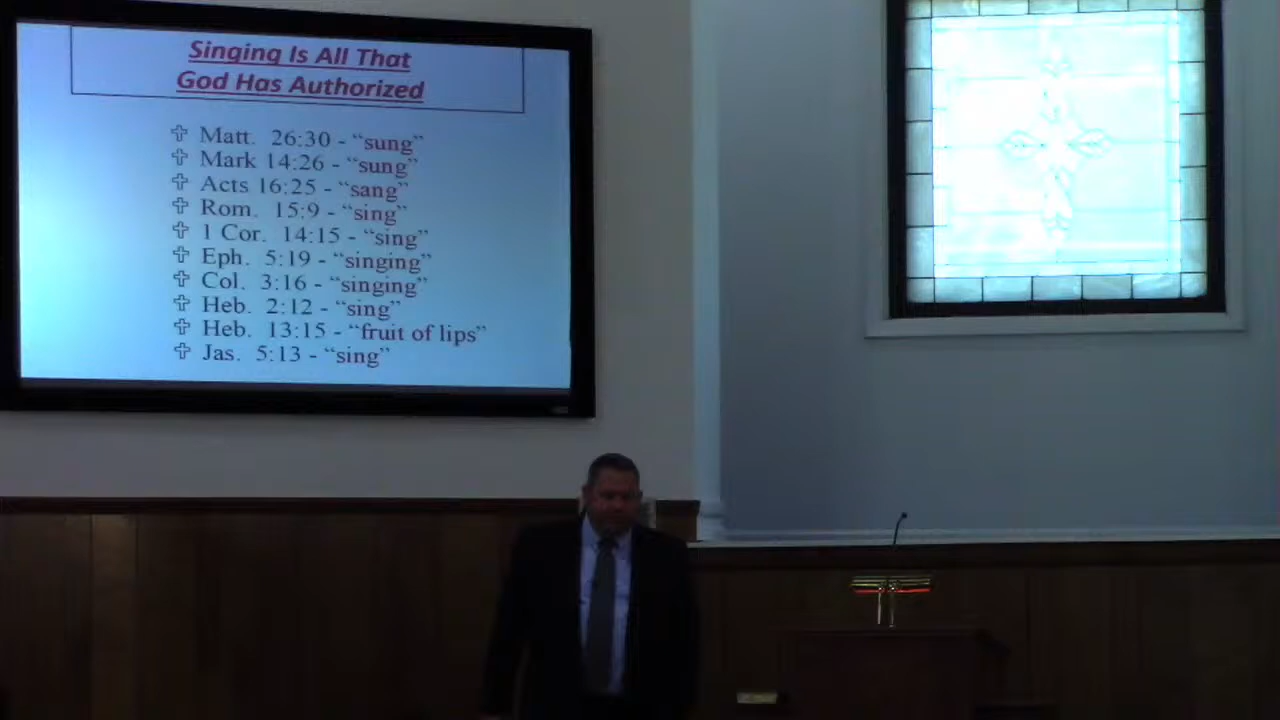 Singing Is All That
God Has Authorized
Matt. 26:30 - “sung”
Mark 14:26 - “sung”
Acts 16:25 - “sang”
Rom. 15:9 - “sing”
1 Cor. 14:15 - “sing”
Eph. 5:19 - “singing”
Col. 3:16 - “singing”
Heb. 2:12 - “sing”
Heb. 13:15 - “fruit of lips”
Jas. 5:13 - “sing”